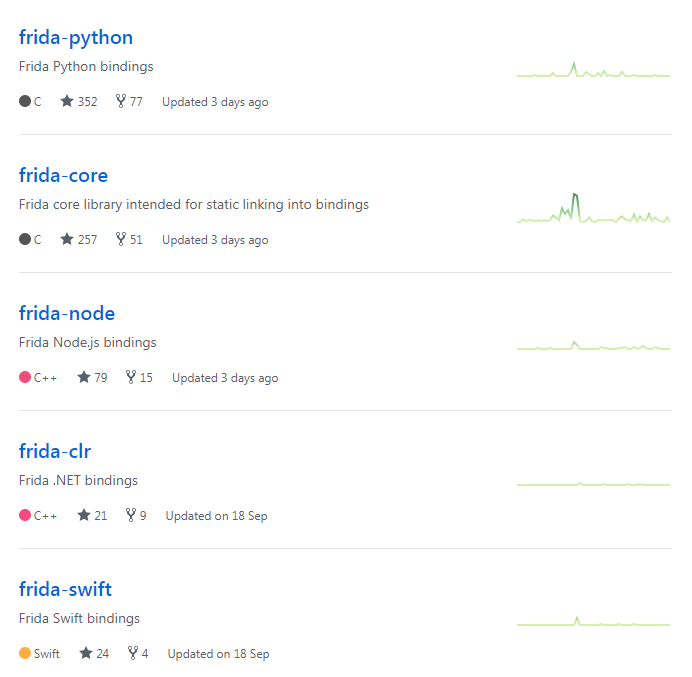 frida-python
Frida Python bindings
C 352 77 Updated 3 days ago
frida-core
Frida core library intended for static linking into bindings
C 257 51 Updated 3 days ago
frida-node
Frida Node.js bindings
C++ 79 15 Updated 3 days ago
frida-clr
Frida .NET bindings
C++ 21 9 Updated on 18 Sep
frida-swift
Frida Swift bindings
Swift 24 4 Updated on 18 Sep